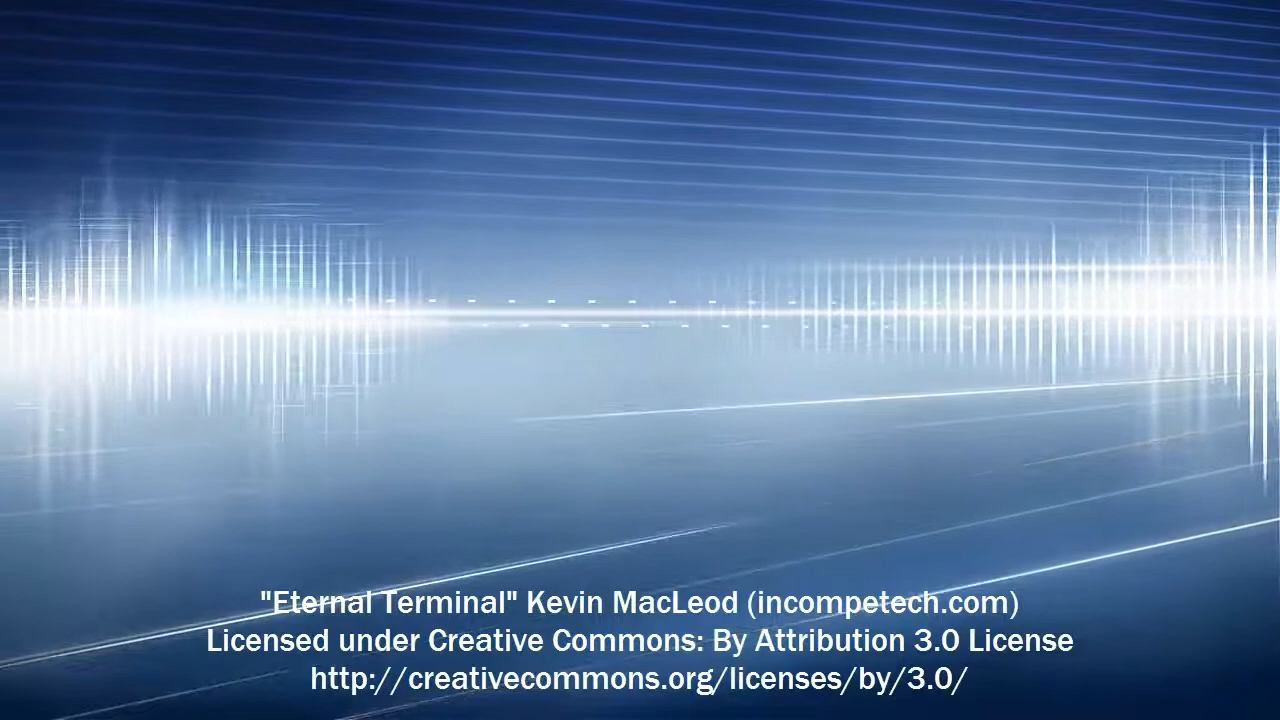 "Eternal Terminal" Kevin MacLeod (incompetech.com)
Licensed under Creative Commons: By Attribution 3.0 License
http://creativecommons.org/licenses/by/3.0/